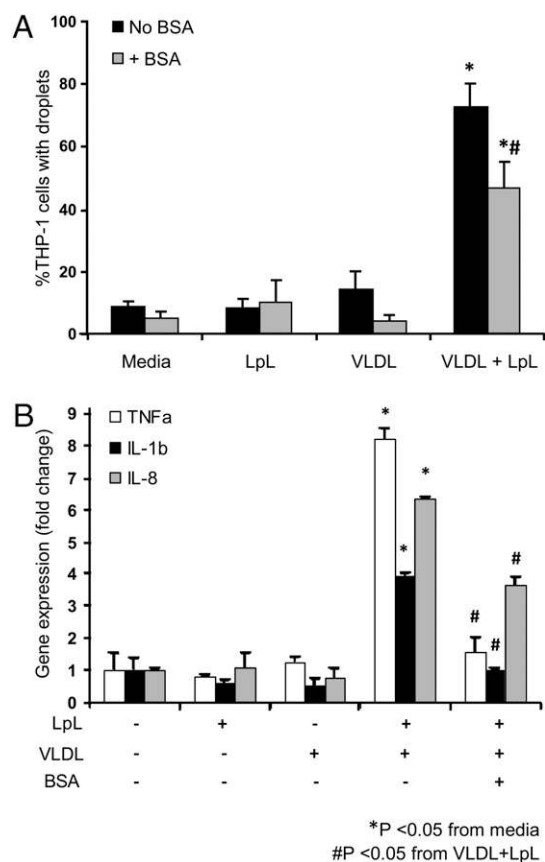 A
100
80
60
40
20
0
%THP-1 cells with droplets
No BSA
+ BSA
*
*#
Media LpL VLDL VLDL + LpL
B
9
8
7
6
5
4
3
2
1
0
Gene expression (fold change)
TNFa
IL-1b
IL-8
*
*
*
#
#
#
LpL - + - + +
VLDL - - + + +
BSA - - - - +
*P <0.05 from media
#P <0.05 from VLDL+LpL